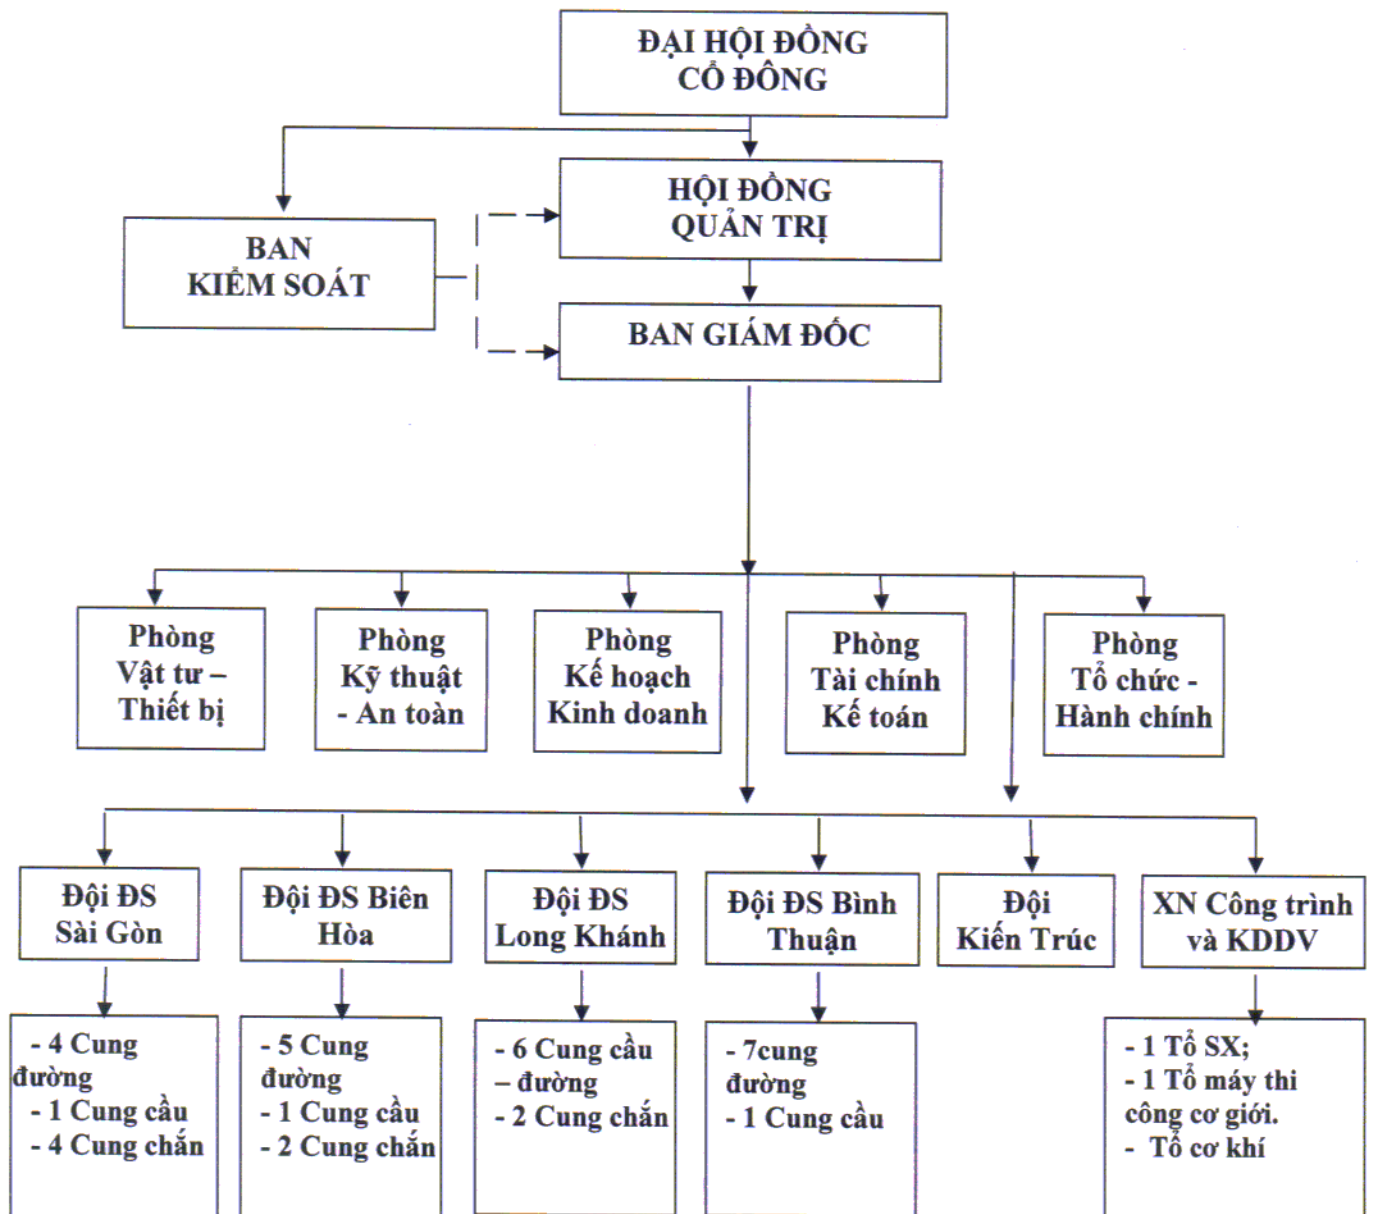 ĐẠI HỘI ĐỒNG
CỔ ĐÔNG
HỘI ĐỒNG
QUẢN TRỊ
BAN
KIỂM SOÁT
BAN GIÁM ĐỐC
Phòng
Vật tư –
Thiết bị
Phòng
Kỹ thuật
- An toàn
Phòng
Kế hoạch
Kinh doanh
Phòng
Tài chính
Kế toán
Phòng
Tổ chức -
Hành chính
Đội ĐS
Sài Gòn
Đội ĐS Biên
Hòa
Đội ĐS
Long Khánh
Đội ĐS Bình
Thuận
Đội
Kiến Trúc
XN Công trình
và KDDV
- 4 Cung
đường
- 1 Cung cầu
- 4 Cung chắn
- 5 Cung
đường
- 1 Cung cầu
- 2 Cung chắn
- 6 Cung cầu
– đường
- 2 Cung chắn
- 7cung
đường
- 1 Cung cầu
- 1 Tổ SX;
- 1 Tổ máy thi
công cơ giới.
- Tổ cơ khí